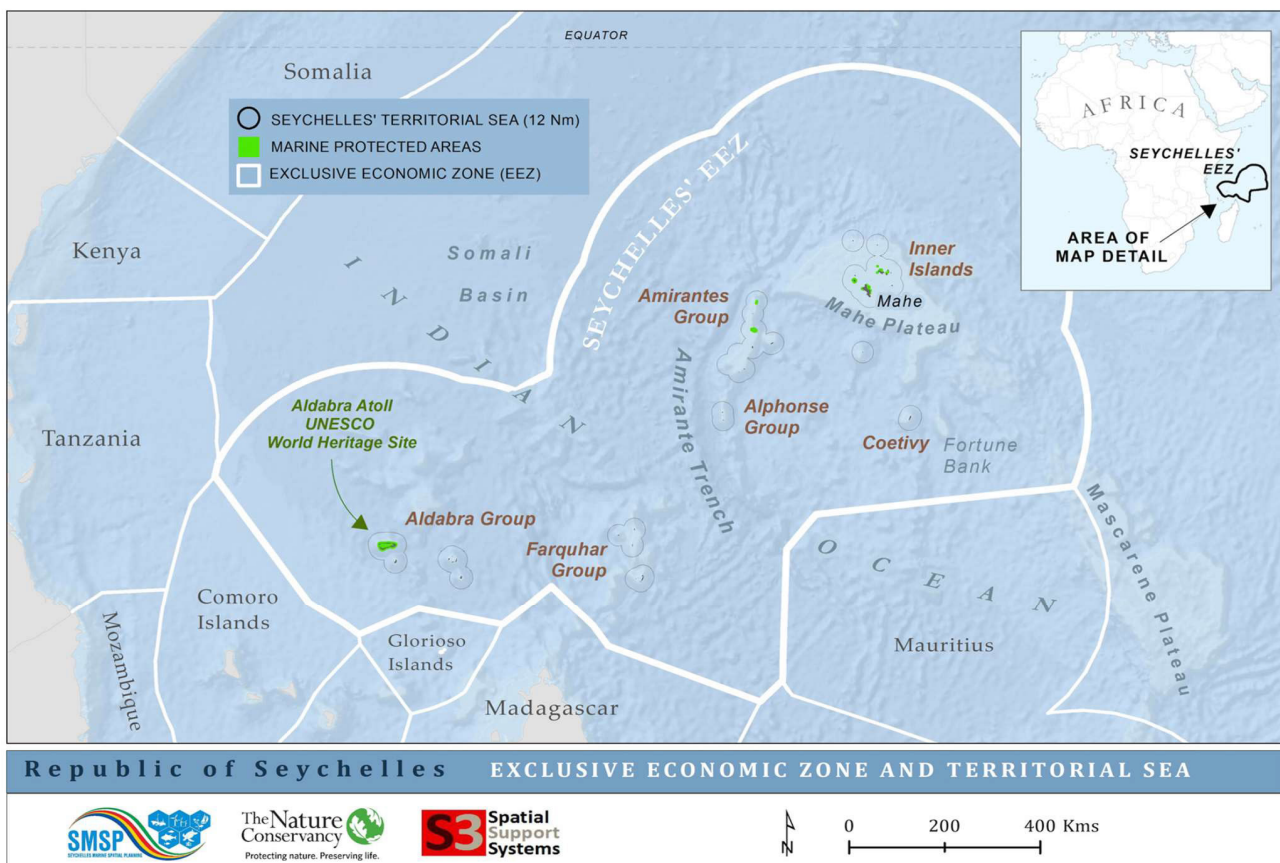 EQUATOR
Somalia
SEYCHELLES' TERRITORIAL SEA (12 Nm)
MARINE PROTECTED AREAS
EXCLUSIVE ECONOMIC ZONE (EEZ)
AFRICA
SEYCHELLES'
EEZ
AREA OF
MAP DETAIL
Kenya
Somali
Basin
SEYCHELLES' EEZ
Inner
Islands
Mahe
Mahe Plateau
Amirantes
Group
INDIAN
Amirante Trench
Aldabra Atoll
UNESCO
World Heritage Site
Tanzania
Alphonse
Group
Coetivy
Fortune
Bank
Aldabra Group
Farquhar
Group
OCEAN
Mascarene Plateau
Comoro
Islands
Glorioso
Islands
Mozambique
Madagascar
Mauritius
Republic of Seychelles EXCLUSIVE ECONOMIC ZONE AND TERRITORIAL SEA
SMSP
SEYCHELLES MARINE SPATIAL PLANNING
The Nature
Conservancy
Protecting nature. Preserving life.
S3 Spatial
Support
Systems
N
0 200 400 Kms